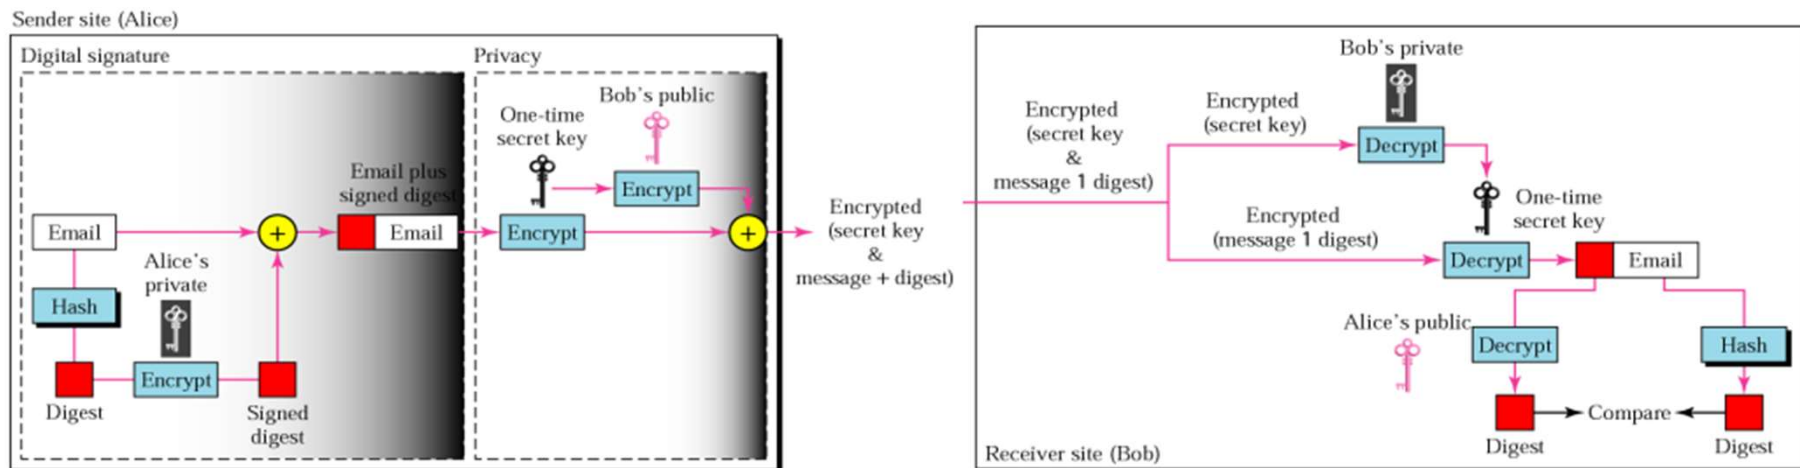 Sender site (Alice)
Digital signature
Privacy
Bob's public
One-time
secret key
Email plus
signed digest
Encrypt
Email
+
Email
Encrypt
+
Alice's
private
Hash
Encrypt
Digest
Signed
digest
Encrypted
(secret key
&
message + digest)
Bob's private
Encrypted
(secret key
&
message 1 digest)
Encrypted
(secret key)
Decrypt
One-time
secret key
Encrypted
(message 1 digest)
Decrypt
Email
Alice's public
Decrypt
Hash
Compare
Digest
Digest
Receiver site (Bob)